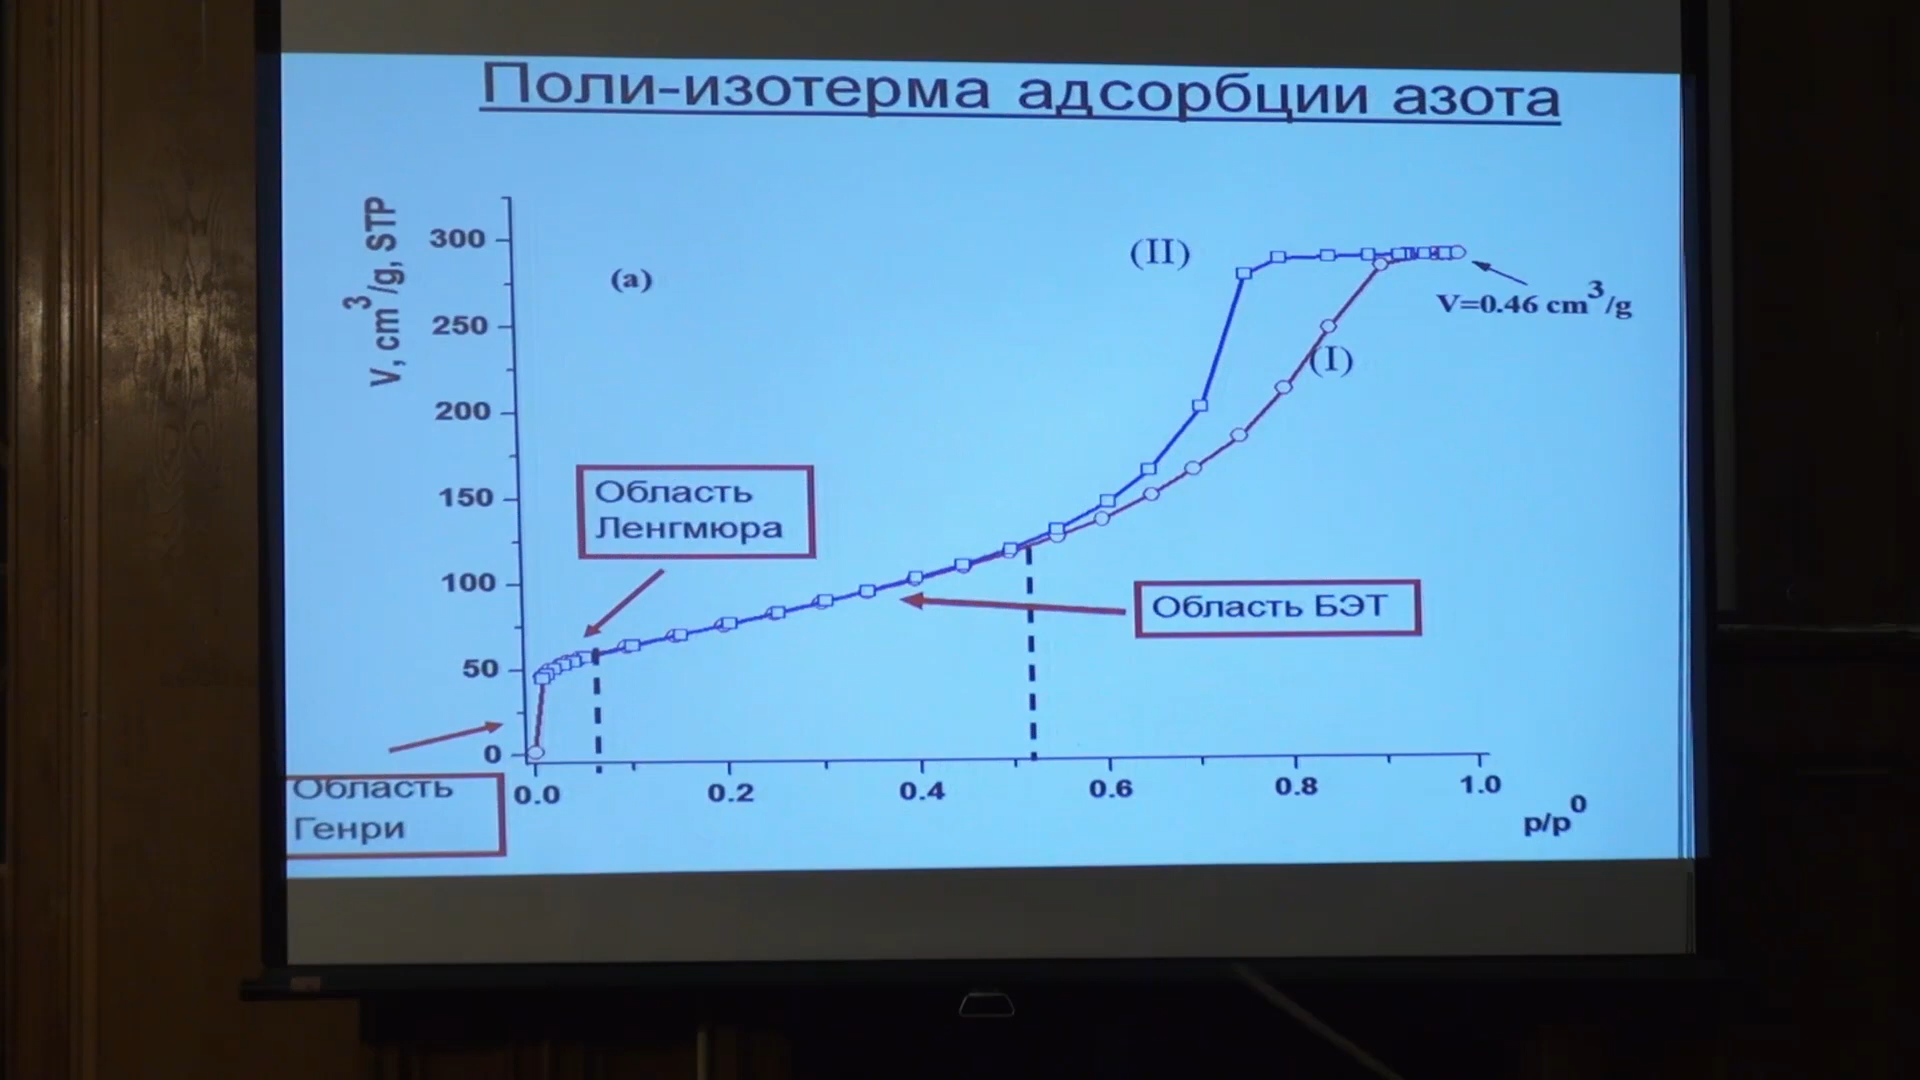 Поли-изотерма адсорбции азота
V, cm³/g, STP
300
250
200
150
100
50
0
(a)
(II)
(I)
V=0.46 cm³/g
Область
Ленгмюра
Область БЭТ
Область
Генри
0.0
0.2
0.4
0.6
0.8
1.0
p/p⁰